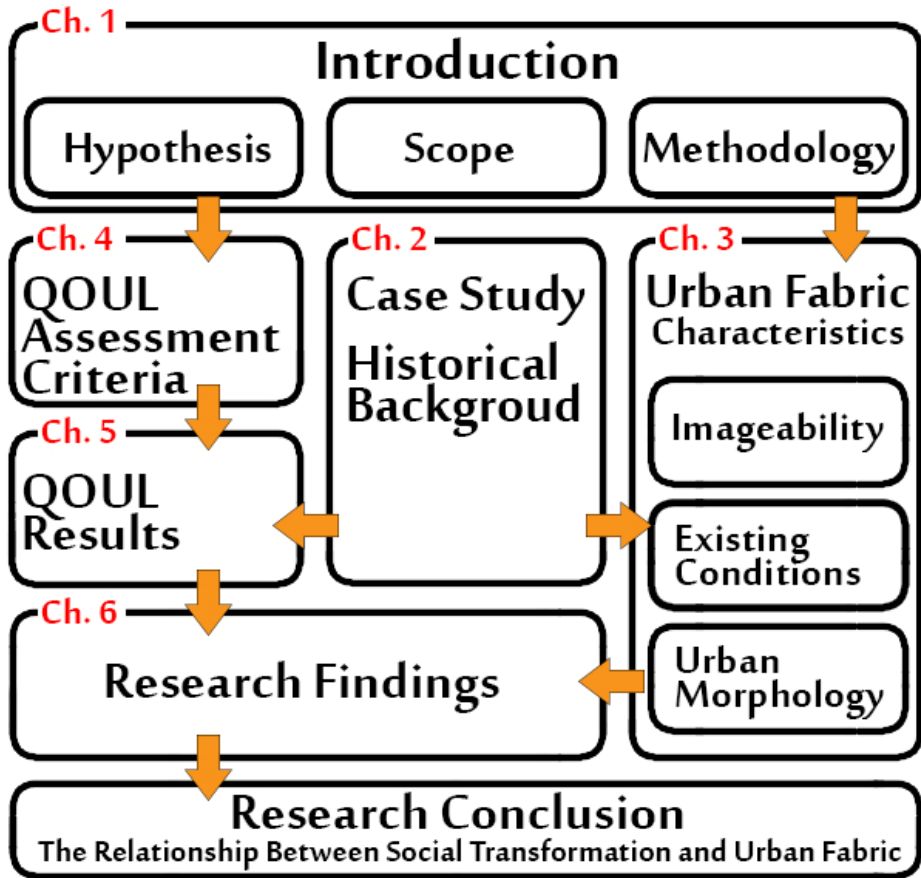 Ch. 1
Introduction
Hypothesis
Scope
Methodology
Ch. 4
QOUL
Assessment
Criteria
Ch. 2
Case Study
Historical
Backgroud
Ch. 3
Urban Fabric
Characteristics
Imageability
Existing
Conditions
Urban
Morphology
Ch. 5
QOUL
Results
Ch. 6
Research Findings
Research Conclusion
The Relationship Between Social Transformation and Urban Fabric